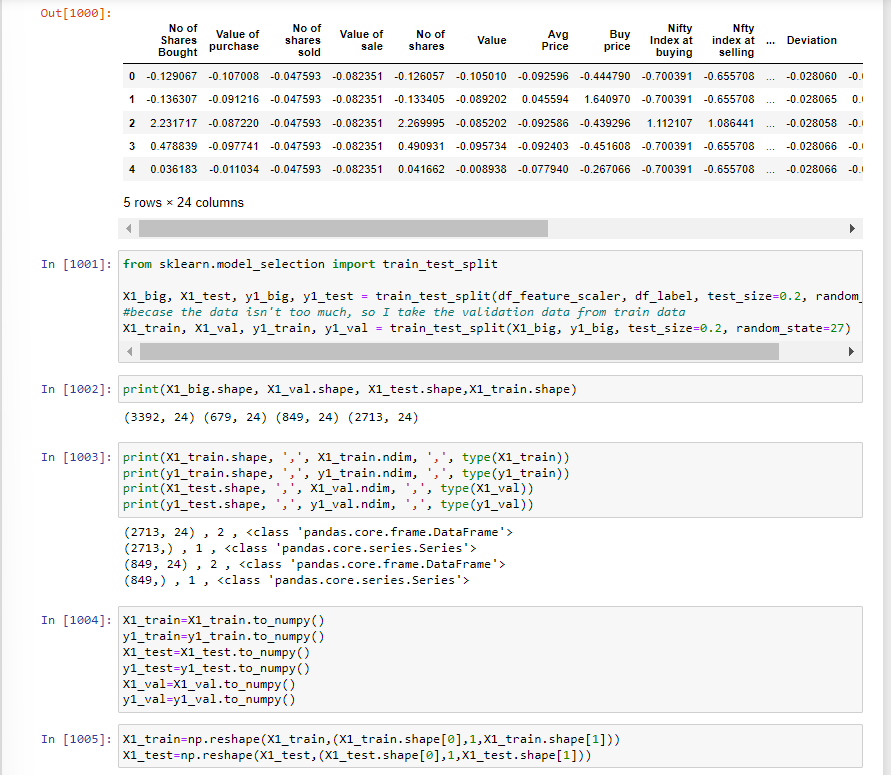 Out[1000]:
No of Shares Bought Value of purchase No of shares sold Value of sale No of shares Value Avg Price Buy price Nifty Index at buying Nfty index at selling ... Deviation
0 -0.129067 -0.107008 -0.047593 -0.082351 -0.126057 -0.105010 -0.092596 -0.444790 -0.700391 -0.655708 ... -0.028060 -0.0
1 -0.136307 -0.091216 -0.047593 -0.082351 -0.133405 -0.089202 0.045594 1.640970 -0.700391 -0.655708 ... -0.028065 0.0
2 2.231717 -0.087220 -0.047593 -0.082351 2.269995 -0.085202 -0.092586 -0.439296 1.112107 1.086441 ... -0.028058 -0.0
3 0.478839 -0.097741 -0.047593 -0.082351 0.490931 -0.095734 -0.092403 -0.451608 -0.700391 -0.655708 ... -0.028066 -0.0
4 0.036183 -0.011034 -0.047593 -0.082351 0.041662 -0.008938 -0.077940 -0.267066 -0.700391 -0.655708 ... -0.028066 -0.0
5 rows × 24 columns
In [1001]: from sklearn.model_selection import train_test_split
X1_big, X1_test, y1_big, y1_test = train_test_split(df_feature_scaler, df_label, test_size=0.2, random_
#becase the data isn't too much, so I take the validation data from train data
X1_train, X1_val, y1_train, y1_val = train_test_split(X1_big, y1_big, test_size=0.2, random_state=27)
In [1002]: print(X1_big.shape, X1_val.shape, X1_test.shape,X1_train.shape)
(3392, 24) (679, 24) (849, 24) (2713, 24)
In [1003]: print(X1_train.shape, ',', X1_train.ndim, ',', type(X1_train))
print(y1_train.shape, ',', y1_train.ndim, ',', type(y1_train))
print(X1_test.shape, ',', X1_val.ndim, ',', type(X1_val))
print(y1_test.shape, ',', y1_val.ndim, ',', type(y1_val))
(2713, 24) , 2 , <class 'pandas.core.frame.DataFrame'>
(2713,) , 1 , <class 'pandas.core.series.Series'>
(849, 24) , 2 , <class 'pandas.core.frame.DataFrame'>
(849,) , 1 , <class 'pandas.core.series.Series'>
In [1004]: X1_train=X1_train.to_numpy()
y1_train=y1_train.to_numpy()
X1_test=X1_test.to_numpy()
y1_test=y1_test.to_numpy()
X1_val=X1_val.to_numpy()
y1_val=y1_val.to_numpy()
In [1005]: X1_train=np.reshape(X1_train,(X1_train.shape[0],1,X1_train.shape[1]))
X1_test=np.reshape(X1_test,(X1_test.shape[0],1,X1_test.shape[1]))